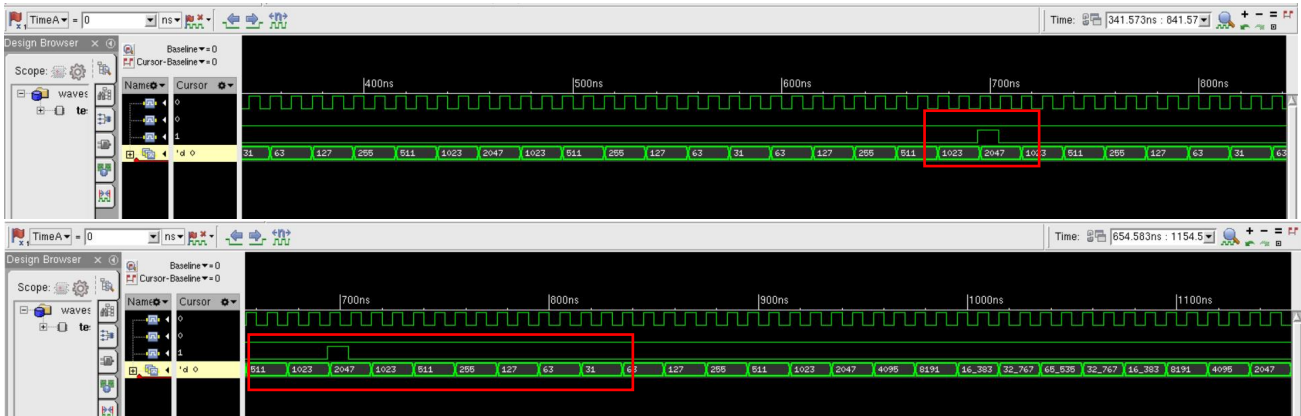 TimeA = 0 ns Time: 341.573ns : 841.57
Design Browser Baseline = 0
Scope: Cursor-Baseline = 0
Name Cursor 400ns 500ns 600ns 700ns 800ns
waves 0
te 0
1
'd 0 31 63 127 255 511 1023 2047 1023 511 255 127 63 31 63 127 255 511 1023 2047 1023 511 255 127 63 31 63
TimeA = 0 ns Time: 654.583ns : 1154.5
Design Browser Baseline = 0
Scope: Cursor-Baseline = 0
Name Cursor 700ns 800ns 900ns 1000ns 1100ns
waves 0
te 0
1
'd 0 511 1023 2047 1023 511 255 127 63 31 63 127 255 511 1023 2047 4095 8191 16_383 32_767 65_535 32_767 16_383 8191 4095 2047